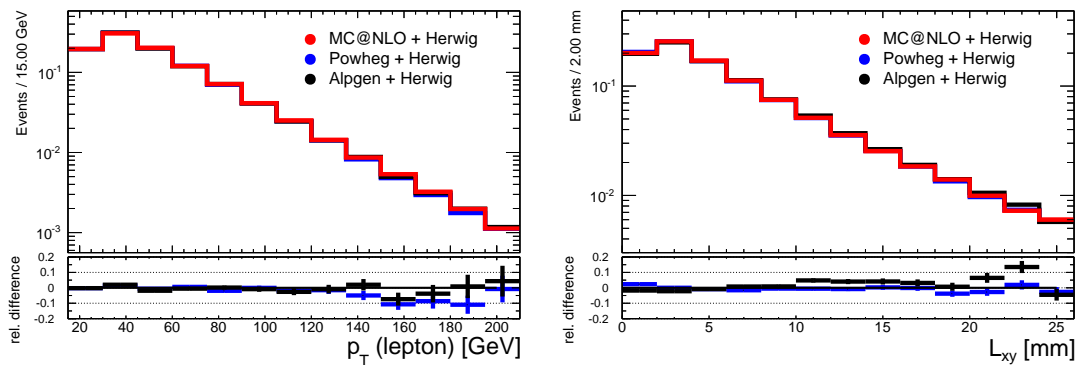 Events / 15.00 GeV
10⁻¹
10⁻²
10⁻³
MC@NLO + Herwig
Powheg + Herwig
Alpgen + Herwig
rel. difference
0.2
0.1
0
-0.1
-0.2
20 40 60 80 100 120 140 160 180 200
p_T (lepton) [GeV]
Events / 2.00 mm
10⁻¹
10⁻²
MC@NLO + Herwig
Powheg + Herwig
Alpgen + Herwig
rel. difference
0.2
0.1
0
-0.1
-0.2
0 5 10 15 20 25
L_xy [mm]